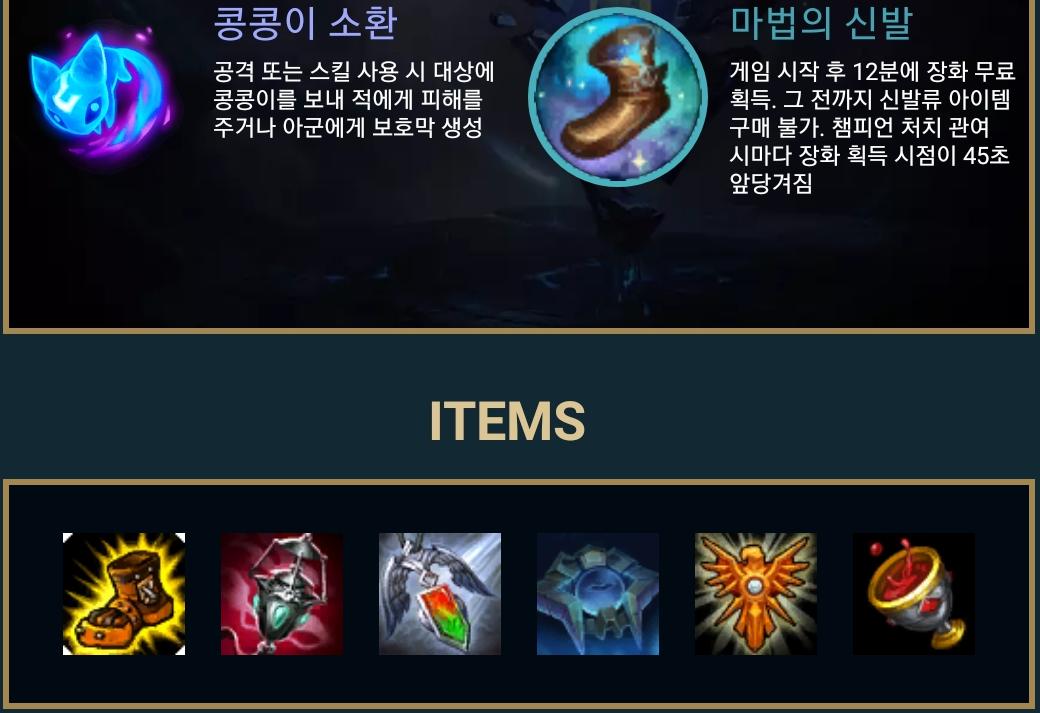 콩콩이 소환
공격 또는 스킬 사용 시 대상에
콩콩이를 보내 적에게 피해를
주거나 아군에게 보호막 생성
마법의 신발
게임 시작 후 12분에 장화 무료
획득. 그 전까지 신발류 아이템
구매 불가. 챔피언 처치 관여
시마다 장화 획득 시점이 45초
앞당겨짐
ITEMS